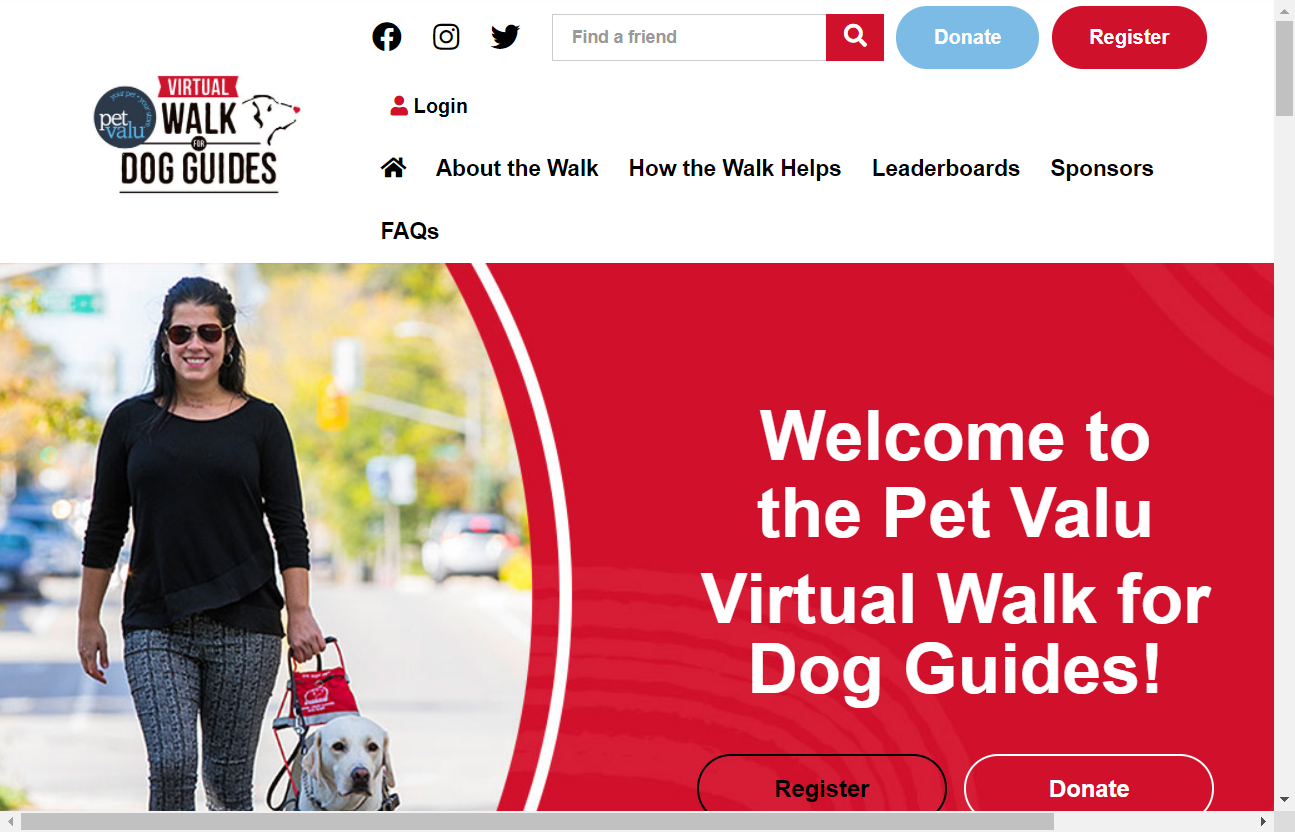 Find a friend
Donate
Register
Login
your pet • your store
pet
valu
VIRTUAL
WALK
FOR
DOG GUIDES
About the Walk
How the Walk Helps
Leaderboards
Sponsors
FAQs
Welcome to
the Pet Valu
Virtual Walk for
Dog Guides!
Register
Donate